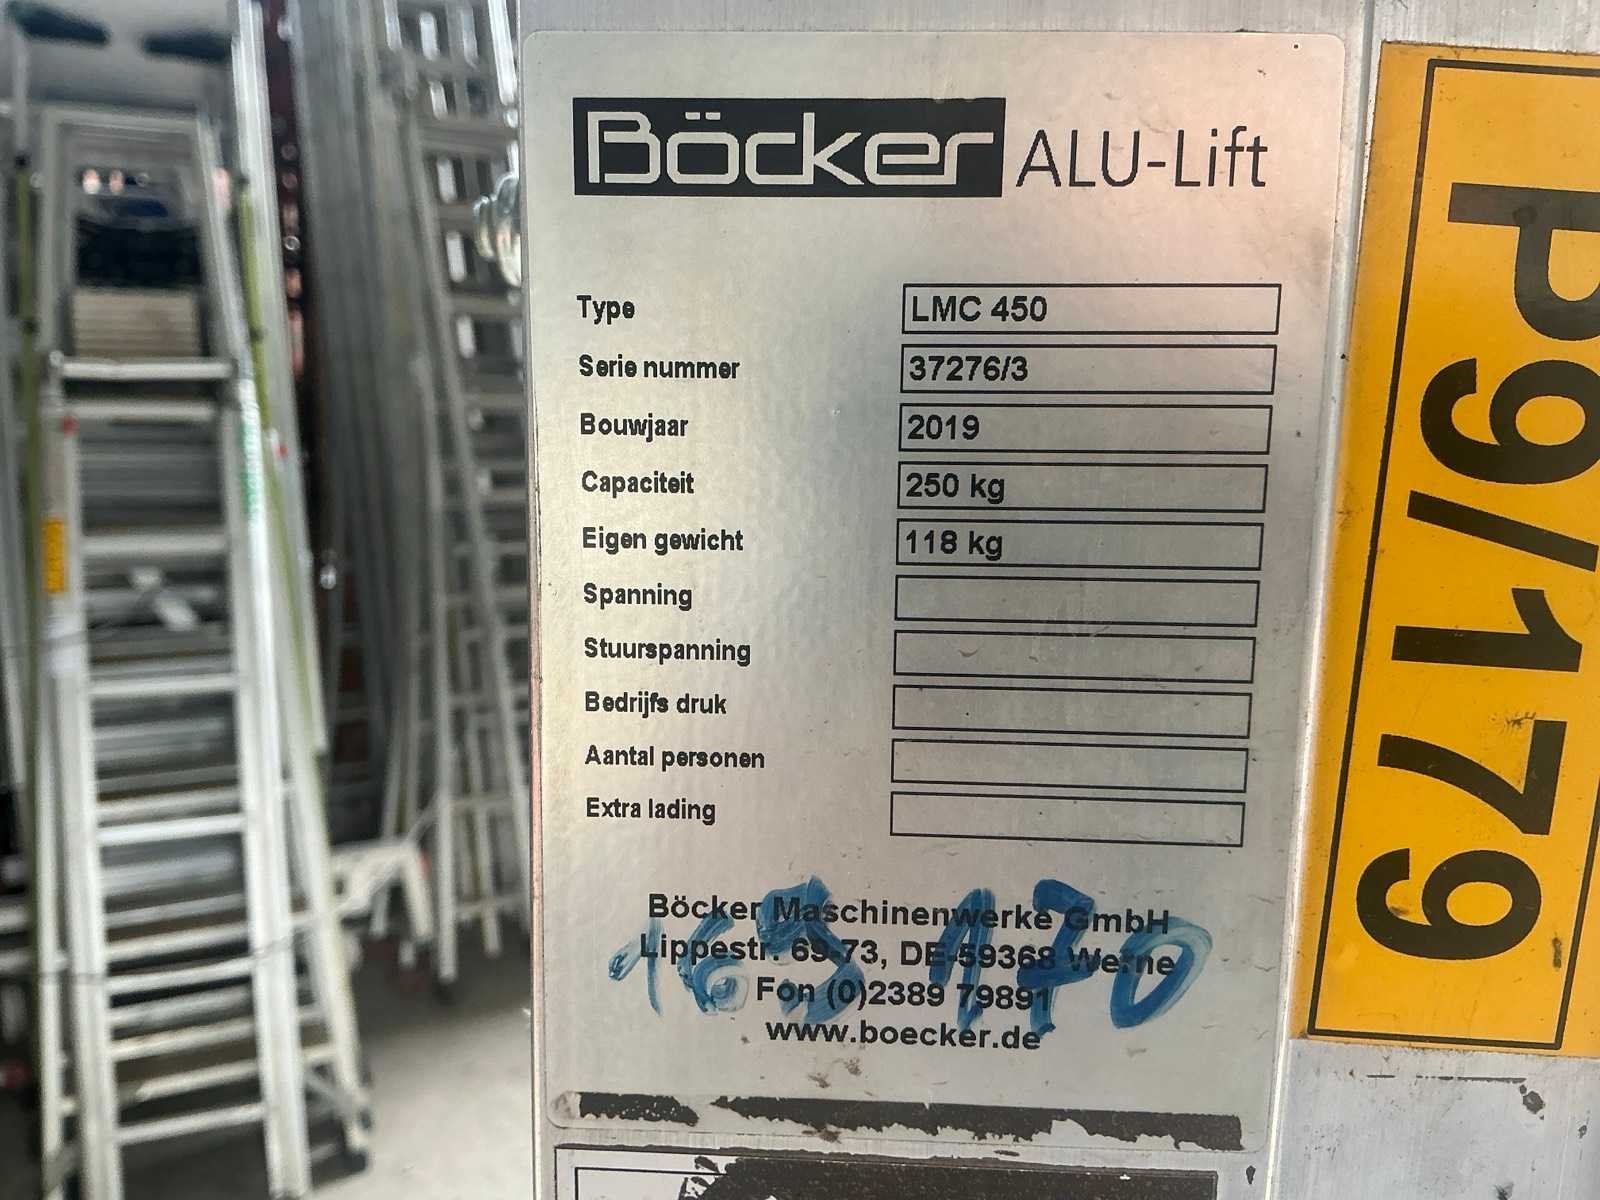 Böcker ALU-Lift
Type LMC 450
Serie nummer 37276/3
Bouwjaar 2019
Capaciteit 250 kg
Eigen gewicht 118 kg
Spanning
Stuurspanning
Bedrijfs druk
Aantal personen
Extra lading
Böcker Maschinenwerke GmbH
Lippestr. 69-73, DE-59368 Werne
Fon (0)2389 79891
www.boecker.de
169 170
P9/179